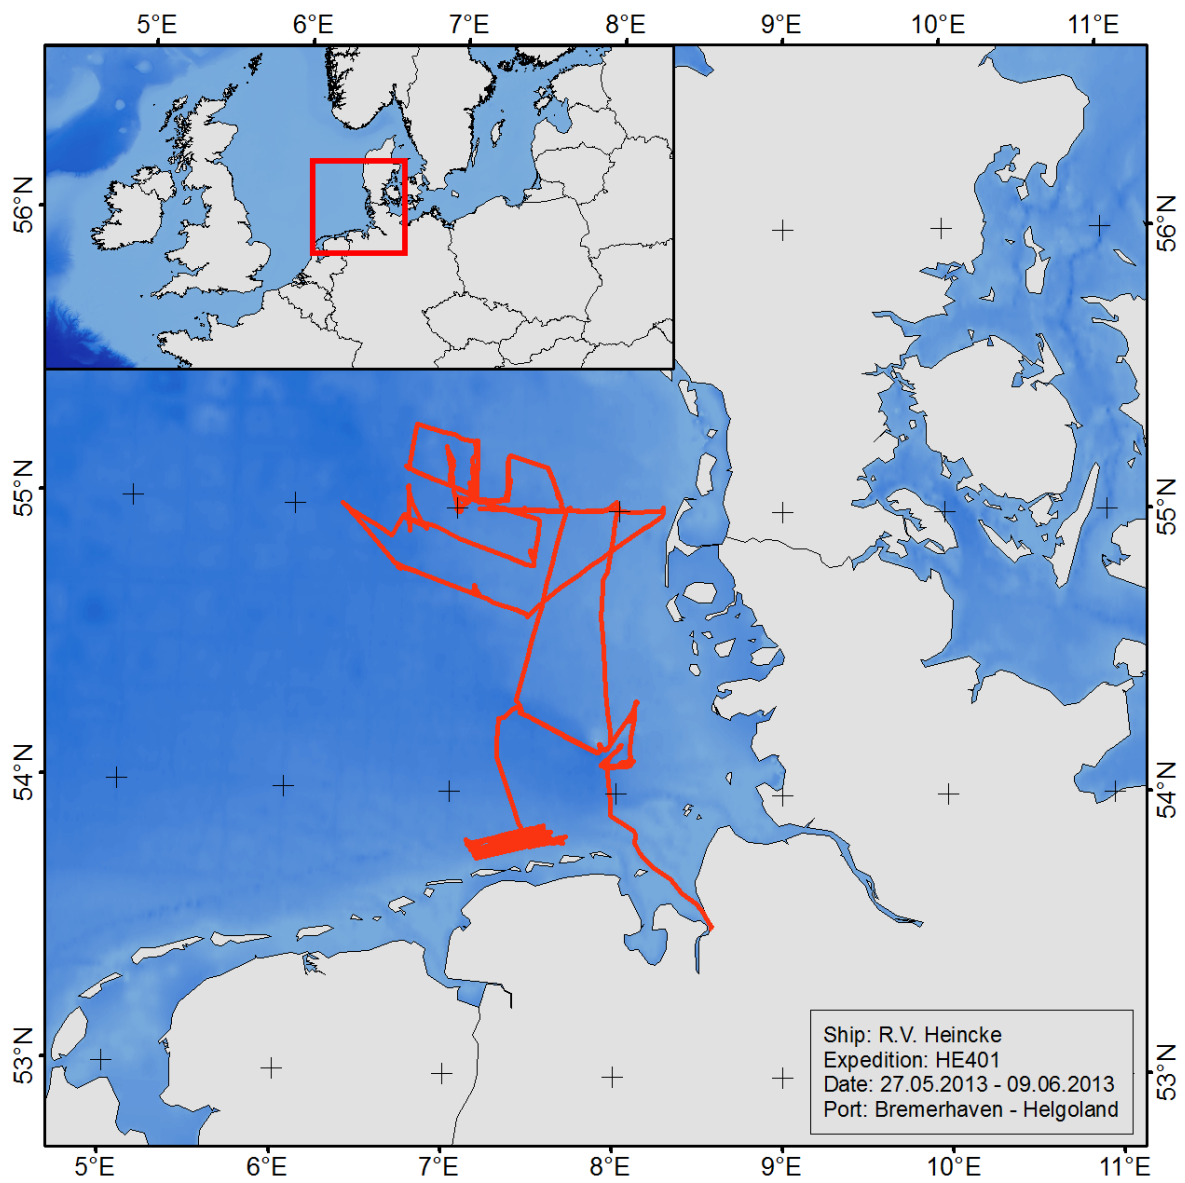 5°E 6°E 7°E 8°E 9°E 10°E 11°E
56°N 56°N
55°N 55°N
54°N 54°N
53°N 53°N
Ship: R.V. Heincke
Expedition: HE401
Date: 27.05.2013 - 09.06.2013
Port: Bremerhaven - Helgoland
5°E 6°E 7°E 8°E 9°E 10°E 11°E